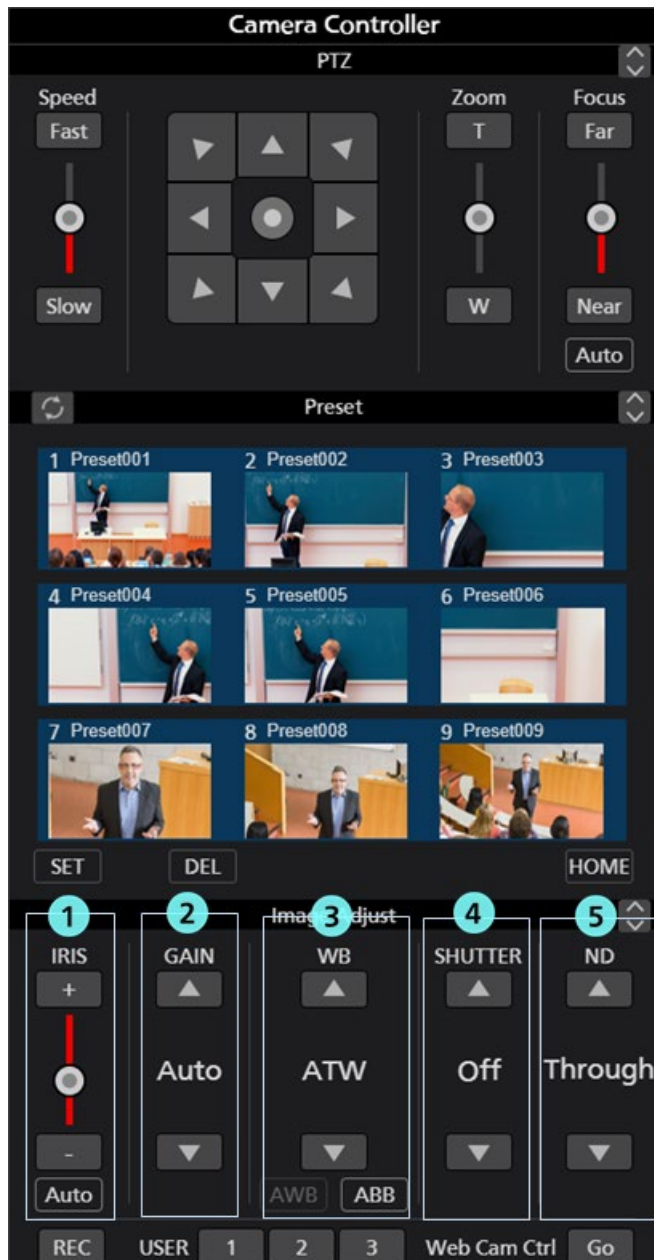 Camera Controller
PTZ
Speed Zoom Focus
Fast T Far
Slow W Near
Auto
Preset
1 Preset001 2 Preset002 3 Preset003
4 Preset004 5 Preset005 6 Preset006
7 Preset007 8 Preset008 9 Preset009
SET DEL HOME
Image Adjust
1 2 3 4 5
IRIS GAIN WB SHUTTER ND
+
Auto ATW Off Through
-
Auto AWB ABB
REC USER 1 2 3 Web Cam Ctrl Go